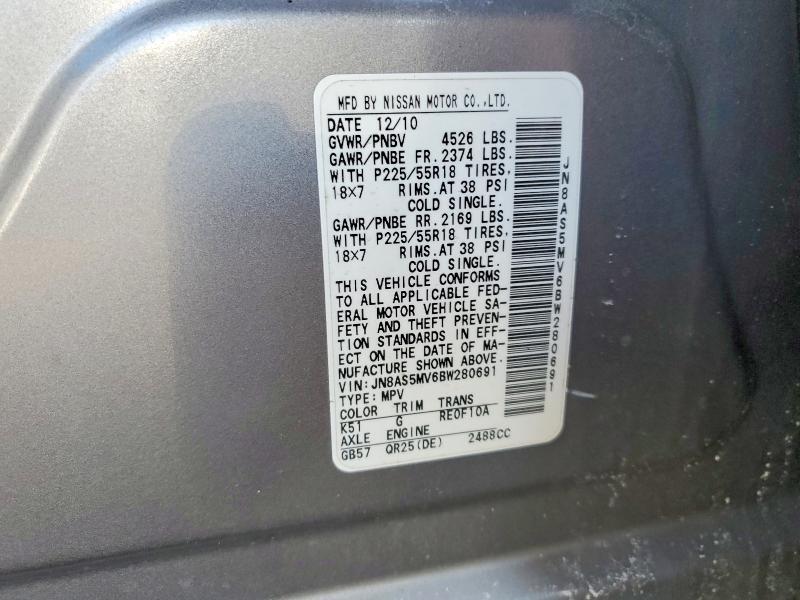 MFD BY NISSAN MOTOR CO.,LTD.
DATE 12/10
GVWR/PNBV 4526 LBS.
GAWR/PNBE FR. 2374 LBS.
WITH P225/55R18 TIRES,
18×7 RIMS.AT 38 PSI
COLD SINGLE.
GAWR/PNBE RR. 2169 LBS.
WITH P225/55R18 TIRES,
18×7 RIMS.AT 38 PSI
COLD SINGLE.
THIS VEHICLE CONFORMS
TO ALL APPLICABLE FED-
ERAL MOTOR VEHICLE SA-
FETY AND THEFT PREVEN-
TION STANDARDS IN EFF-
ECT ON THE DATE OF MA-
NUFACTURE SHOWN ABOVE.
VIN: JN8AS5MV6BW280691
TYPE: MPV
COLOR TRIM TRANS
K51 G RE0F10A
AXLE ENGINE
GB57 QR25(DE) 2488CC
JN8AS5MV6BW280691